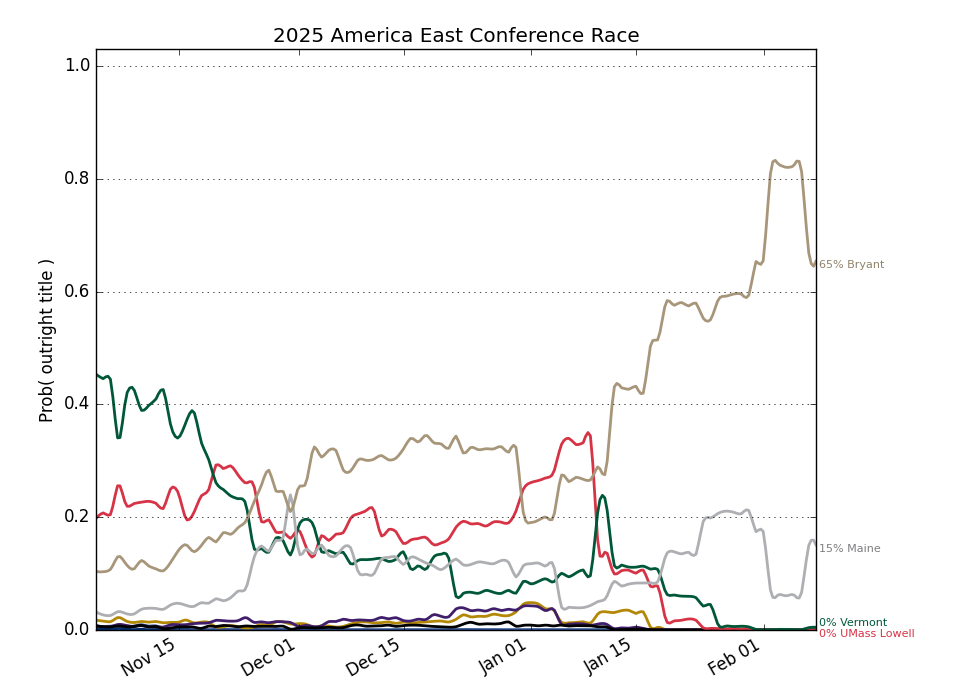 2025 America East Conference Race
Prob( outright title )
1.0
0.8
0.6
0.4
0.2
0.0
65% Bryant
15% Maine
0% Vermont
0% UMass Lowell
Nov 15
Dec 01
Dec 15
Jan 01
Jan 15
Feb 01